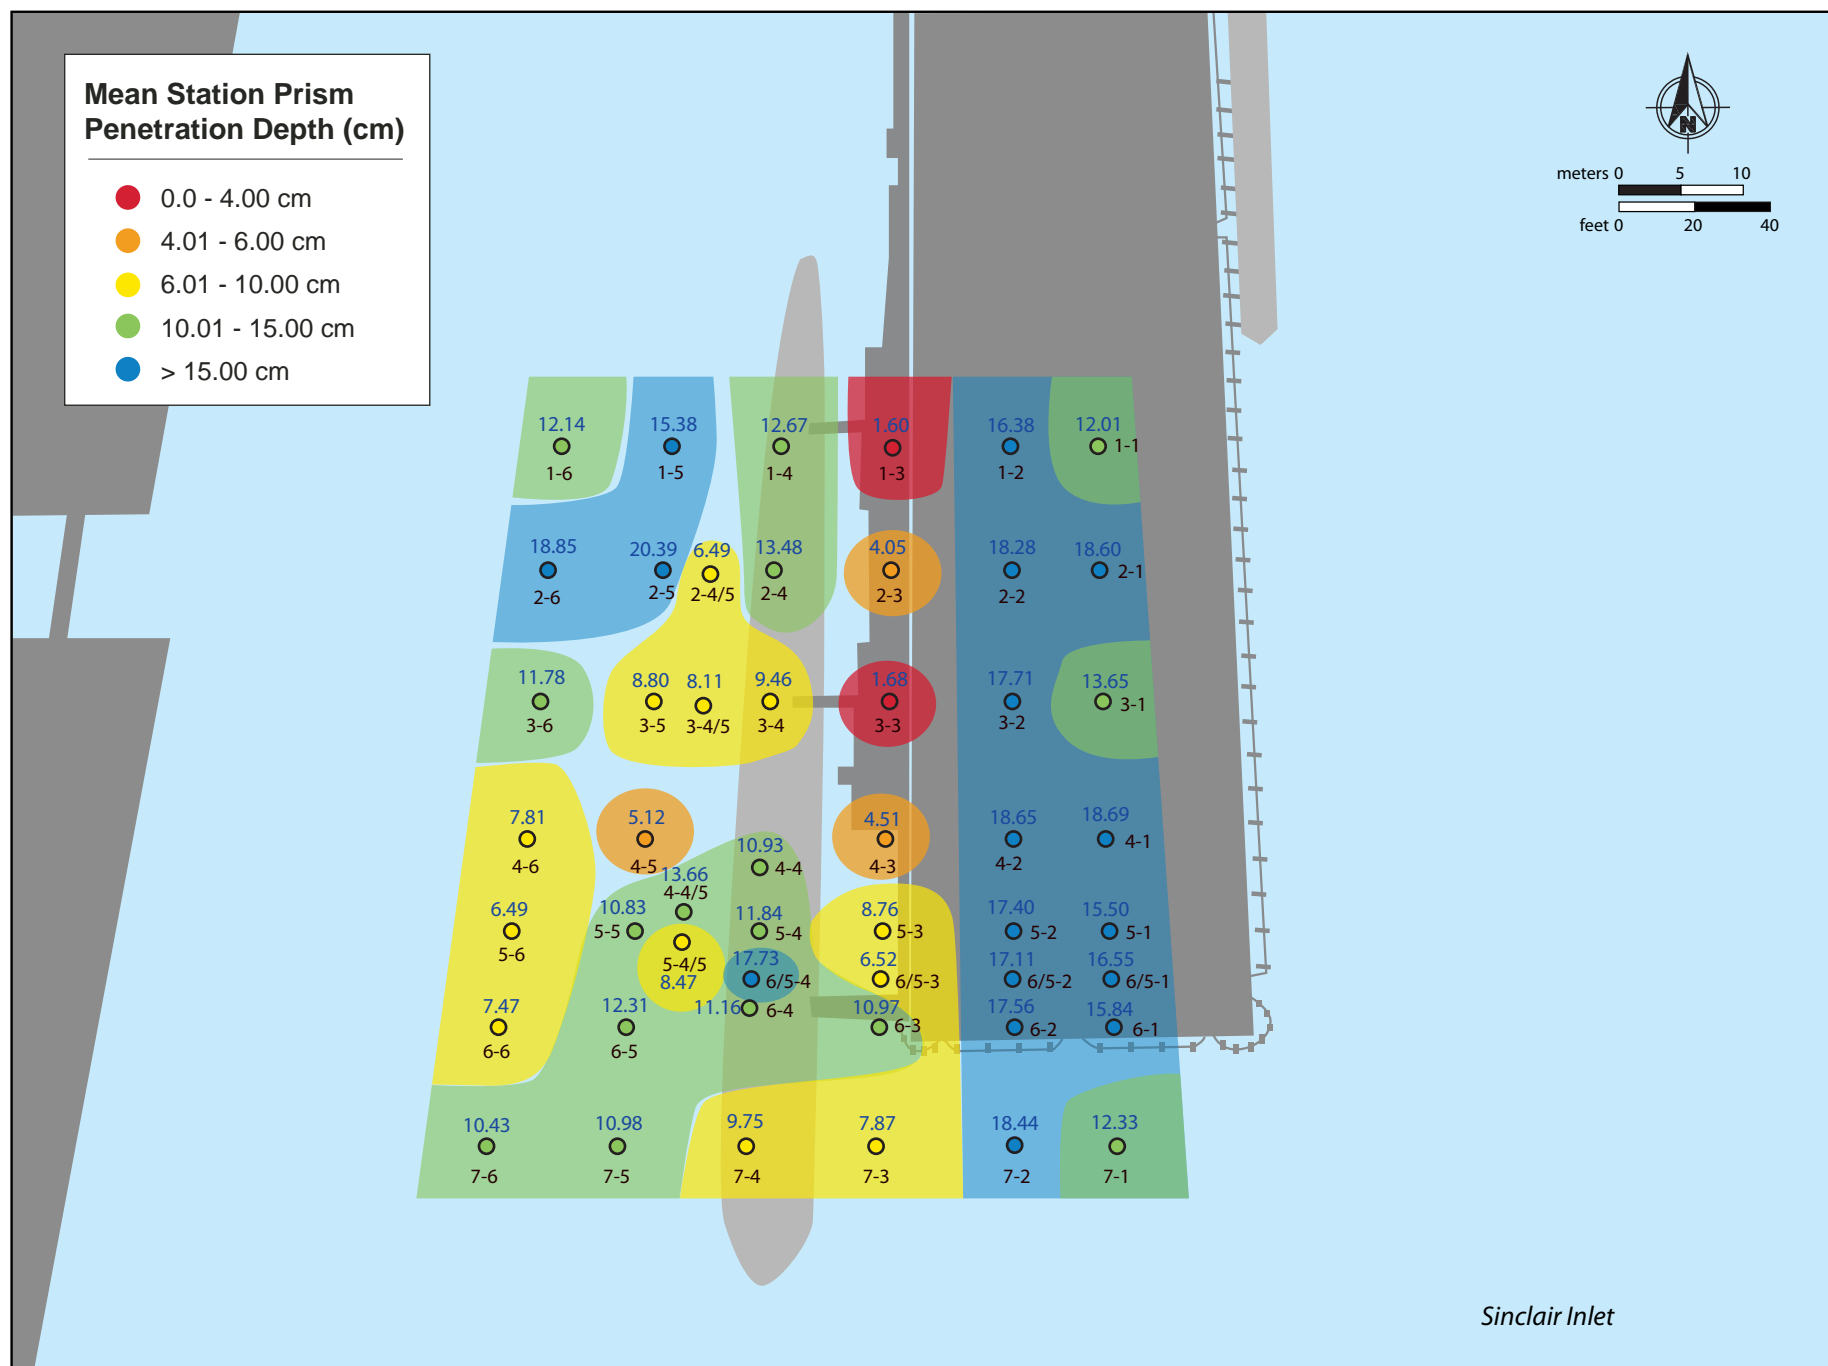 Mean Station Prism
Penetration Depth (cm)
0.0 - 4.00 cm
4.01 - 6.00 cm
6.01 - 10.00 cm
10.01 - 15.00 cm
> 15.00 cm
N
meters 0 5 10
feet 0 20 40
12.14 15.38 12.67 1.60 16.38 12.01
1-6 1-5 1-4 1-3 1-2 1-1
18.85 20.39 6.49 13.48 4.05 18.28 18.60
2-6 2-5 2-4/5 2-4 2-3 2-2 2-1
11.78 8.80 8.11 9.46 1.68 17.71 13.65
3-6 3-5 3-4/5 3-4 3-3 3-2 3-1
7.81 5.12 4.51 18.65 18.69
4-6 4-5 4-3 4-2 4-1
10.93
4-4
13.66
4-4/5
6.49 10.83 11.84 8.76 17.40 15.50
5-6 5-5 5-4 5-3 5-2 5-1
5-4/5
8.47
17.73 6.52 17.11 16.55
6/5-4 6/5-3 6/5-2 6/5-1
7.47 12.31 11.16 10.97 17.56 15.84
6-6 6-5 6-4 6-3 6-2 6-1
10.43 10.98 9.75 7.87 18.44 12.33
7-6 7-5 7-4 7-3 7-2 7-1
Sinclair Inlet